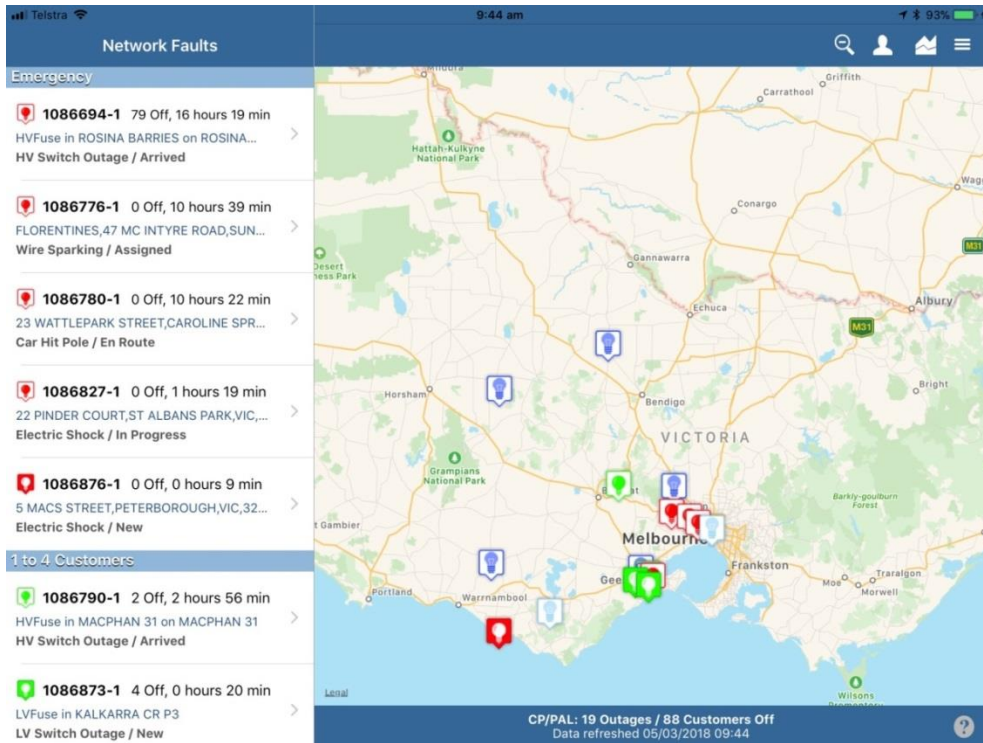 Telstra
9:44 am
93%
Network Faults
Emergency
1086694-1 79 Off, 16 hours 19 min
HVFuse in ROSINA BARRIES on ROSINA...
HV Switch Outage / Arrived
1086776-1 0 Off, 10 hours 39 min
FLORENTINES,47 MC INTYRE ROAD,SUN...
Wire Sparking / Assigned
1086780-1 0 Off, 10 hours 22 min
23 WATTLEPARK STREET,CAROLINE SPR...
Car Hit Pole / En Route
1086827-1 0 Off, 1 hours 19 min
22 PINDER COURT,ST ALBANS PARK,VIC,...
Electric Shock / In Progress
1086876-1 0 Off, 0 hours 9 min
5 MACS STREET,PETERBOROUGH,VIC,32...
Electric Shock / New
1 to 4 Customers
1086790-1 2 Off, 2 hours 56 min
HVFuse in MACPHAN 31 on MACPHAN 31
HV Switch Outage / Arrived
1086873-1 4 Off, 0 hours 20 min
LVFuse in KALKARRA CR P3
LV Switch Outage / New
Mildura
Griffith
Carrathool
Hattah-Kulkyne
National Park
Wag
Conargo
M31
Desert
ness Park
Gannawarra
Echuca
Albury
M31
Horsham
Bendigo
Bright
VICTORIA
Grampians
National Park
Barkly-goulburn
Forest
t Gambier
Melbourne
Frankston
Gee
Moe
Traralgon
Morwell
Portland
Warrnambool
Wilsons
Promontory
Legal
CP/PAL: 19 Outages / 88 Customers Off
Data refreshed 05/03/2018 09:44
?